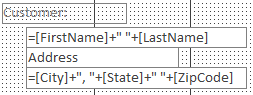 Customer:
=[FirstName]+" "+[LastName]
Address
=[City]+", "+[State]+" "+[ZipCode]